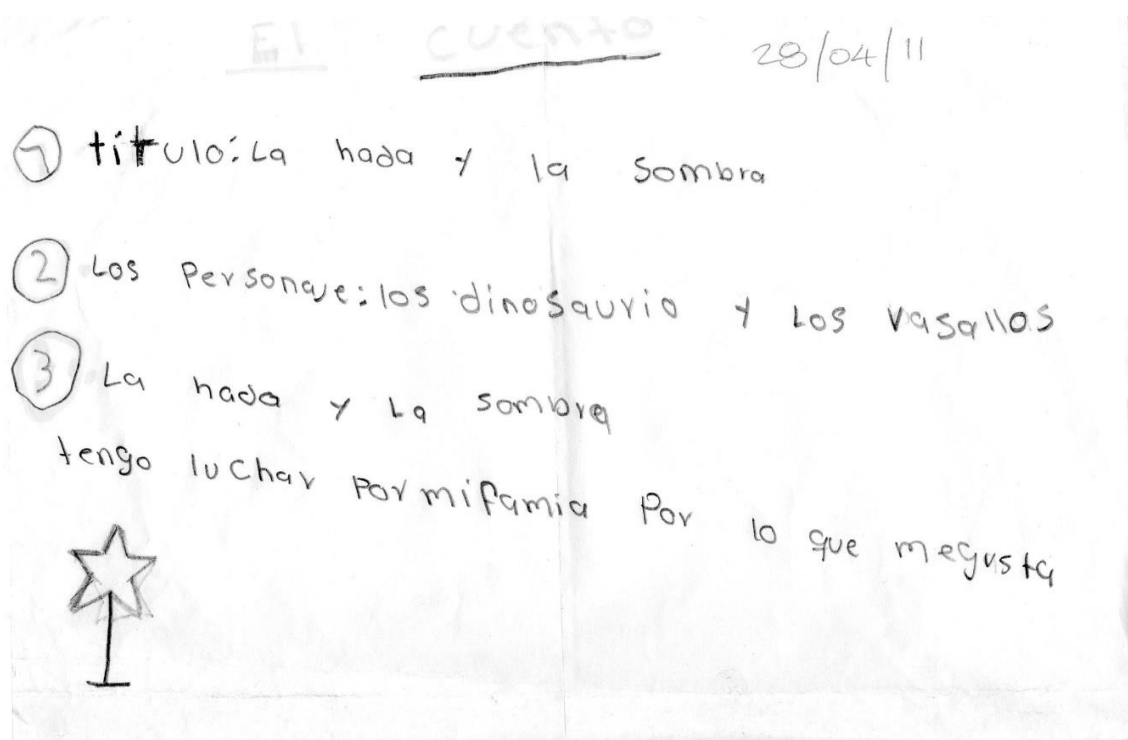 El cuento 28/04/11
① título: La hada y la sombra
② Los Personaje: los dinosaurio y Los vasallos
③ La hada y La sombra
tengo luchar Por mifamia Por lo que megusta